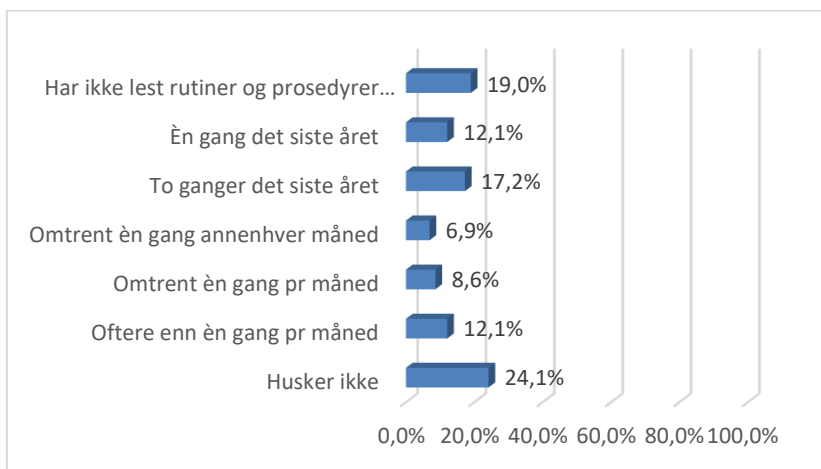 Har ikke lest rutiner og prosedyrer...
19,0%
Èn gang det siste året
12,1%
To ganger det siste året
17,2%
Omtrent èn gang annenhver måned
6,9%
Omtrent èn gang pr måned
8,6%
Oftere enn èn gang pr måned
12,1%
Husker ikke
24,1%
0,0% 20,0% 40,0% 60,0% 80,0% 100,0%